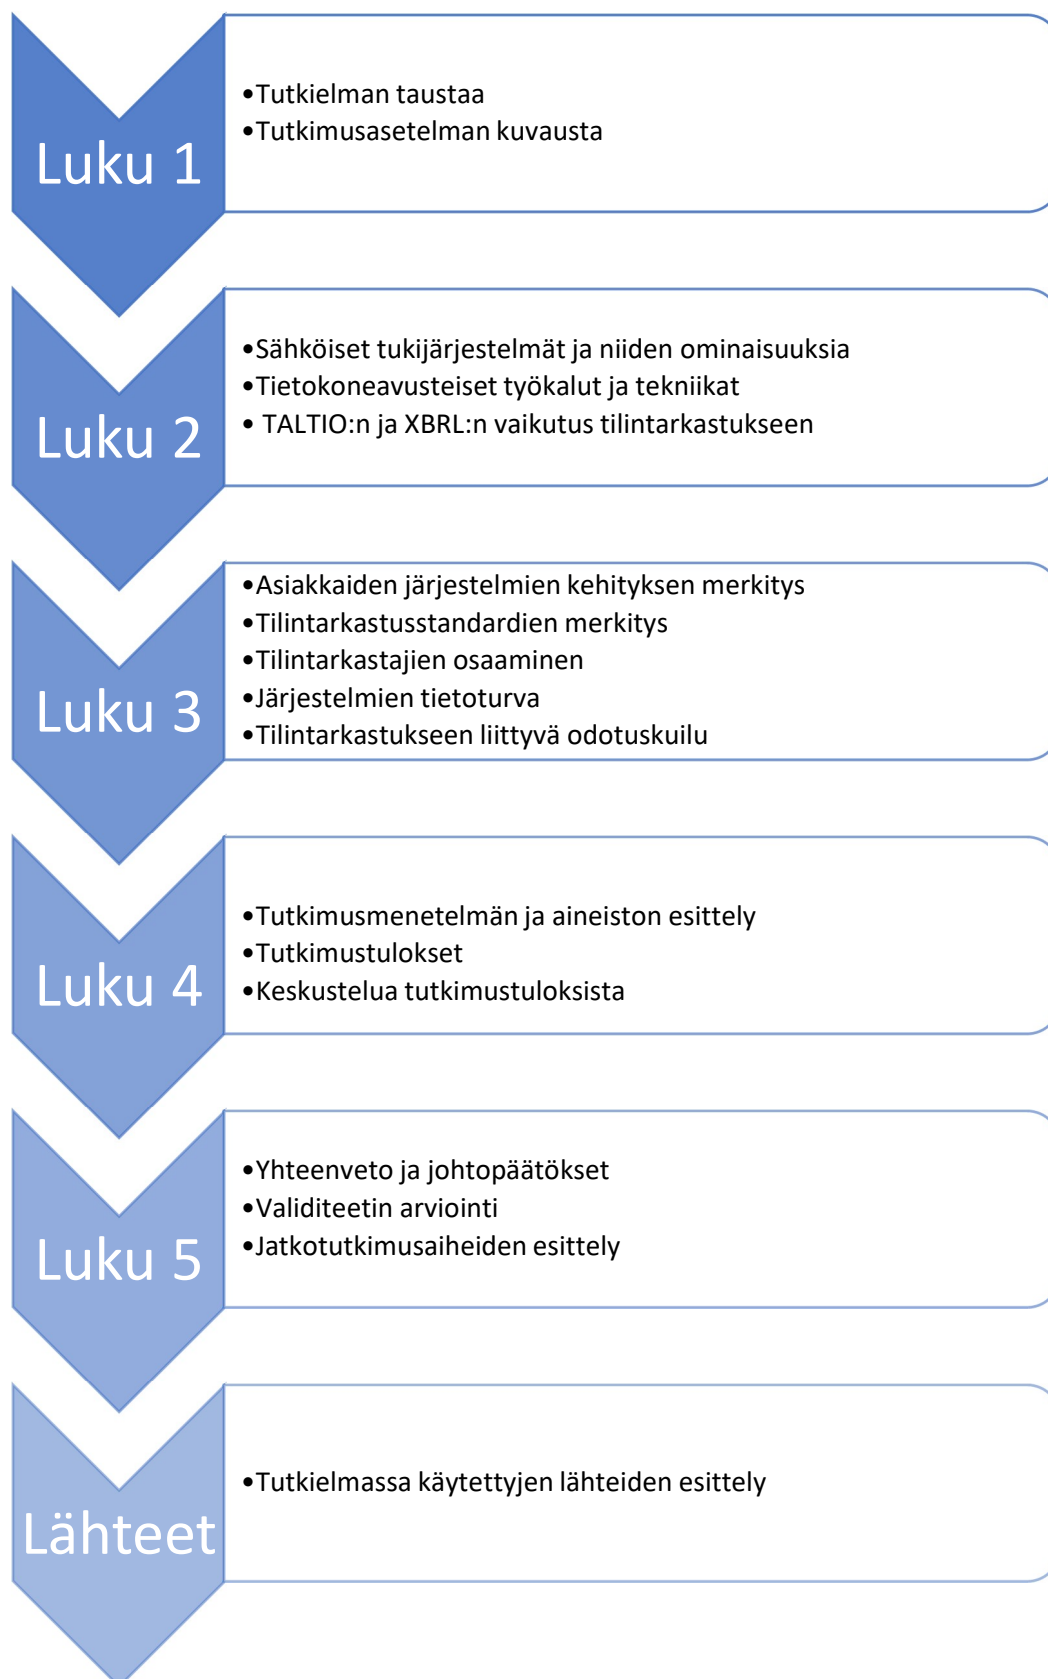 Luku 1
•Tutkielman taustaa
•Tutkimusasetelman kuvausta
Luku 2
•Sähköiset tukijärjestelmät ja niiden ominaisuuksia
•Tietokoneavusteiset työkalut ja tekniikat
• TALTIO:n ja XBRL:n vaikutus tilintarkastukseen
Luku 3
•Asiakkaiden järjestelmien kehityksen merkitys
•Tilintarkastusstandardien merkitys
•Tilintarkastajien osaaminen
•Järjestelmien tietoturva
•Tilintarkastukseen liittyvä odotuskuilu
Luku 4
•Tutkimusmenetelmän ja aineiston esittely
•Tutkimustulokset
•Keskustelua tutkimustuloksista
Luku 5
•Yhteenveto ja johtopäätökset
•Validiteetin arviointi
•Jatkotutkimusaiheiden esittely
Lähteet
•Tutkielmassa käytettyjen lähteiden esittely